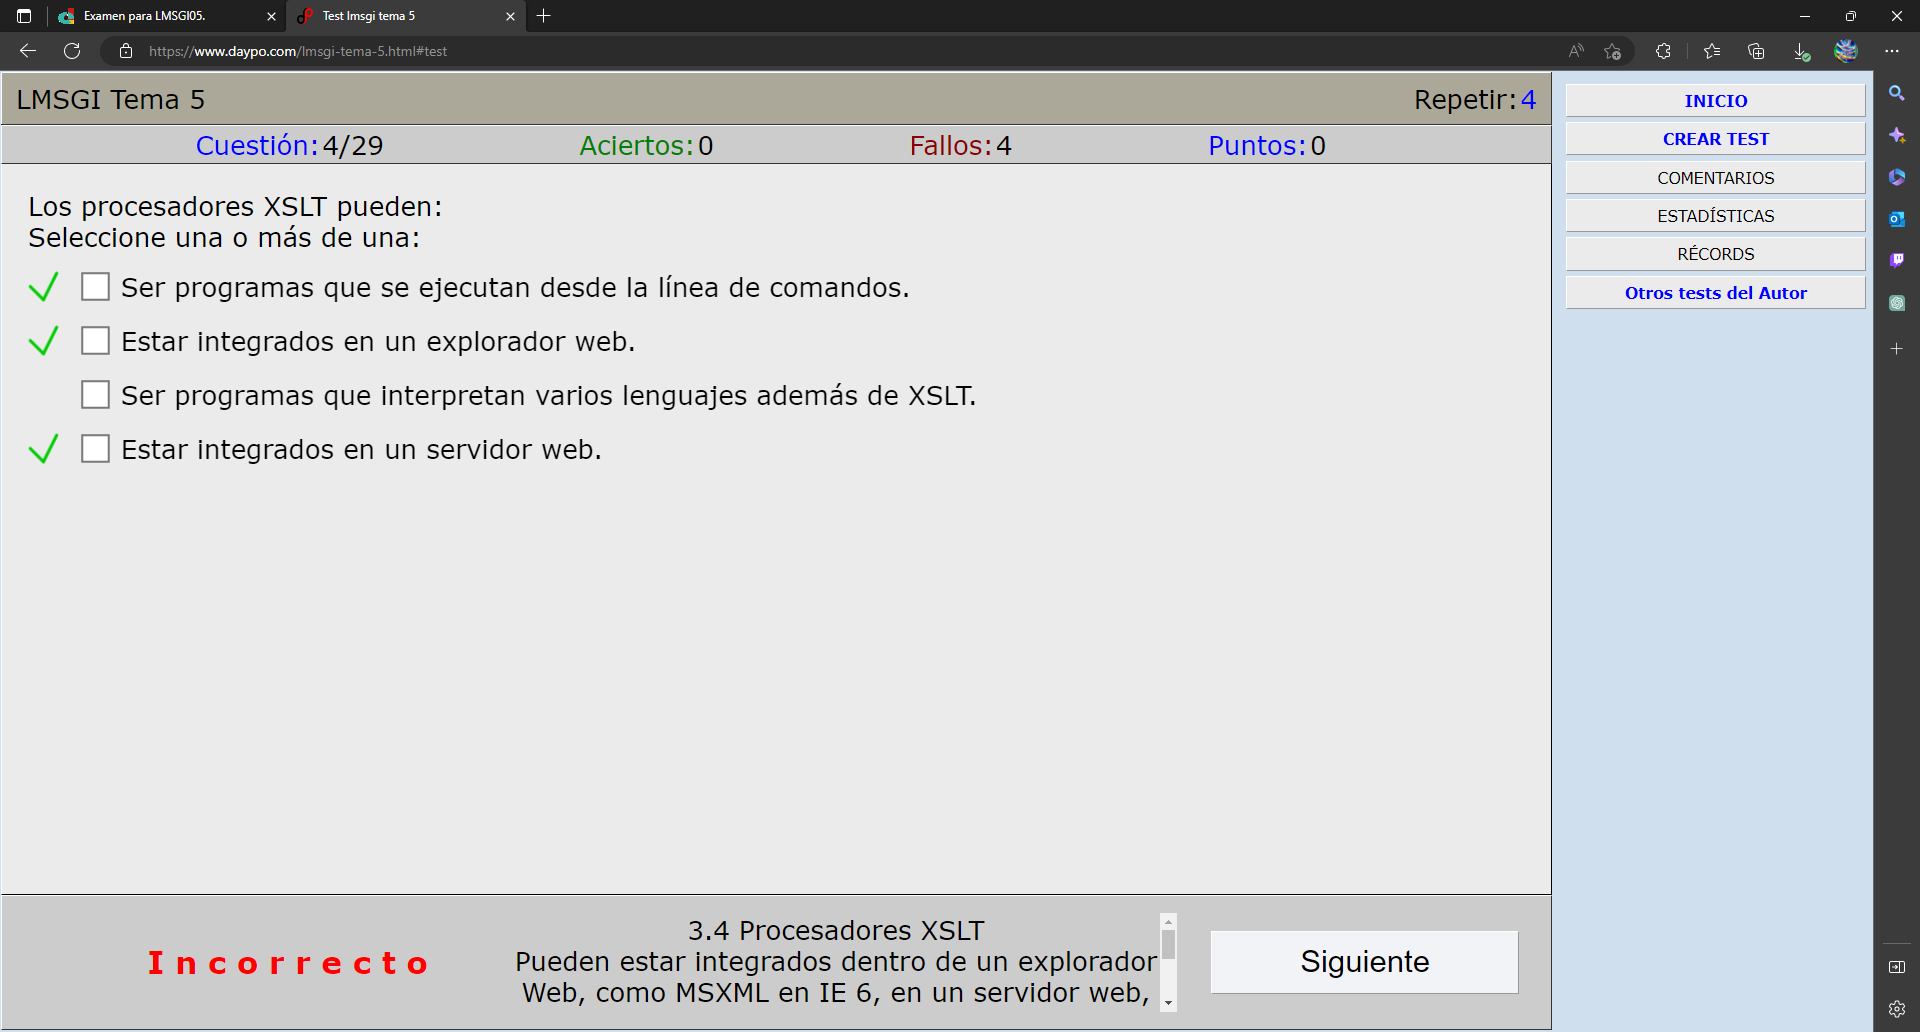 Examen para LMSGI05.
Test lmsgi tema 5
https://www.daypo.com/lmsgi-tema-5.html#test
LMSGI Tema 5
Repetir:4
Cuestión:4/29
Aciertos:0
Fallos:4
Puntos:0
Los procesadores XSLT pueden:
Seleccione una o más de una:
Ser programas que se ejecutan desde la línea de comandos.
Estar integrados en un explorador web.
Ser programas que interpretan varios lenguajes además de XSLT.
Estar integrados en un servidor web.
Incorrecto
3.4 Procesadores XSLT
Pueden estar integrados dentro de un explorador
Web, como MSXML en IE 6, en un servidor web,
Siguiente
INICIO
CREAR TEST
COMENTARIOS
ESTADÍSTICAS
RÉCORDS
Otros tests del Autor